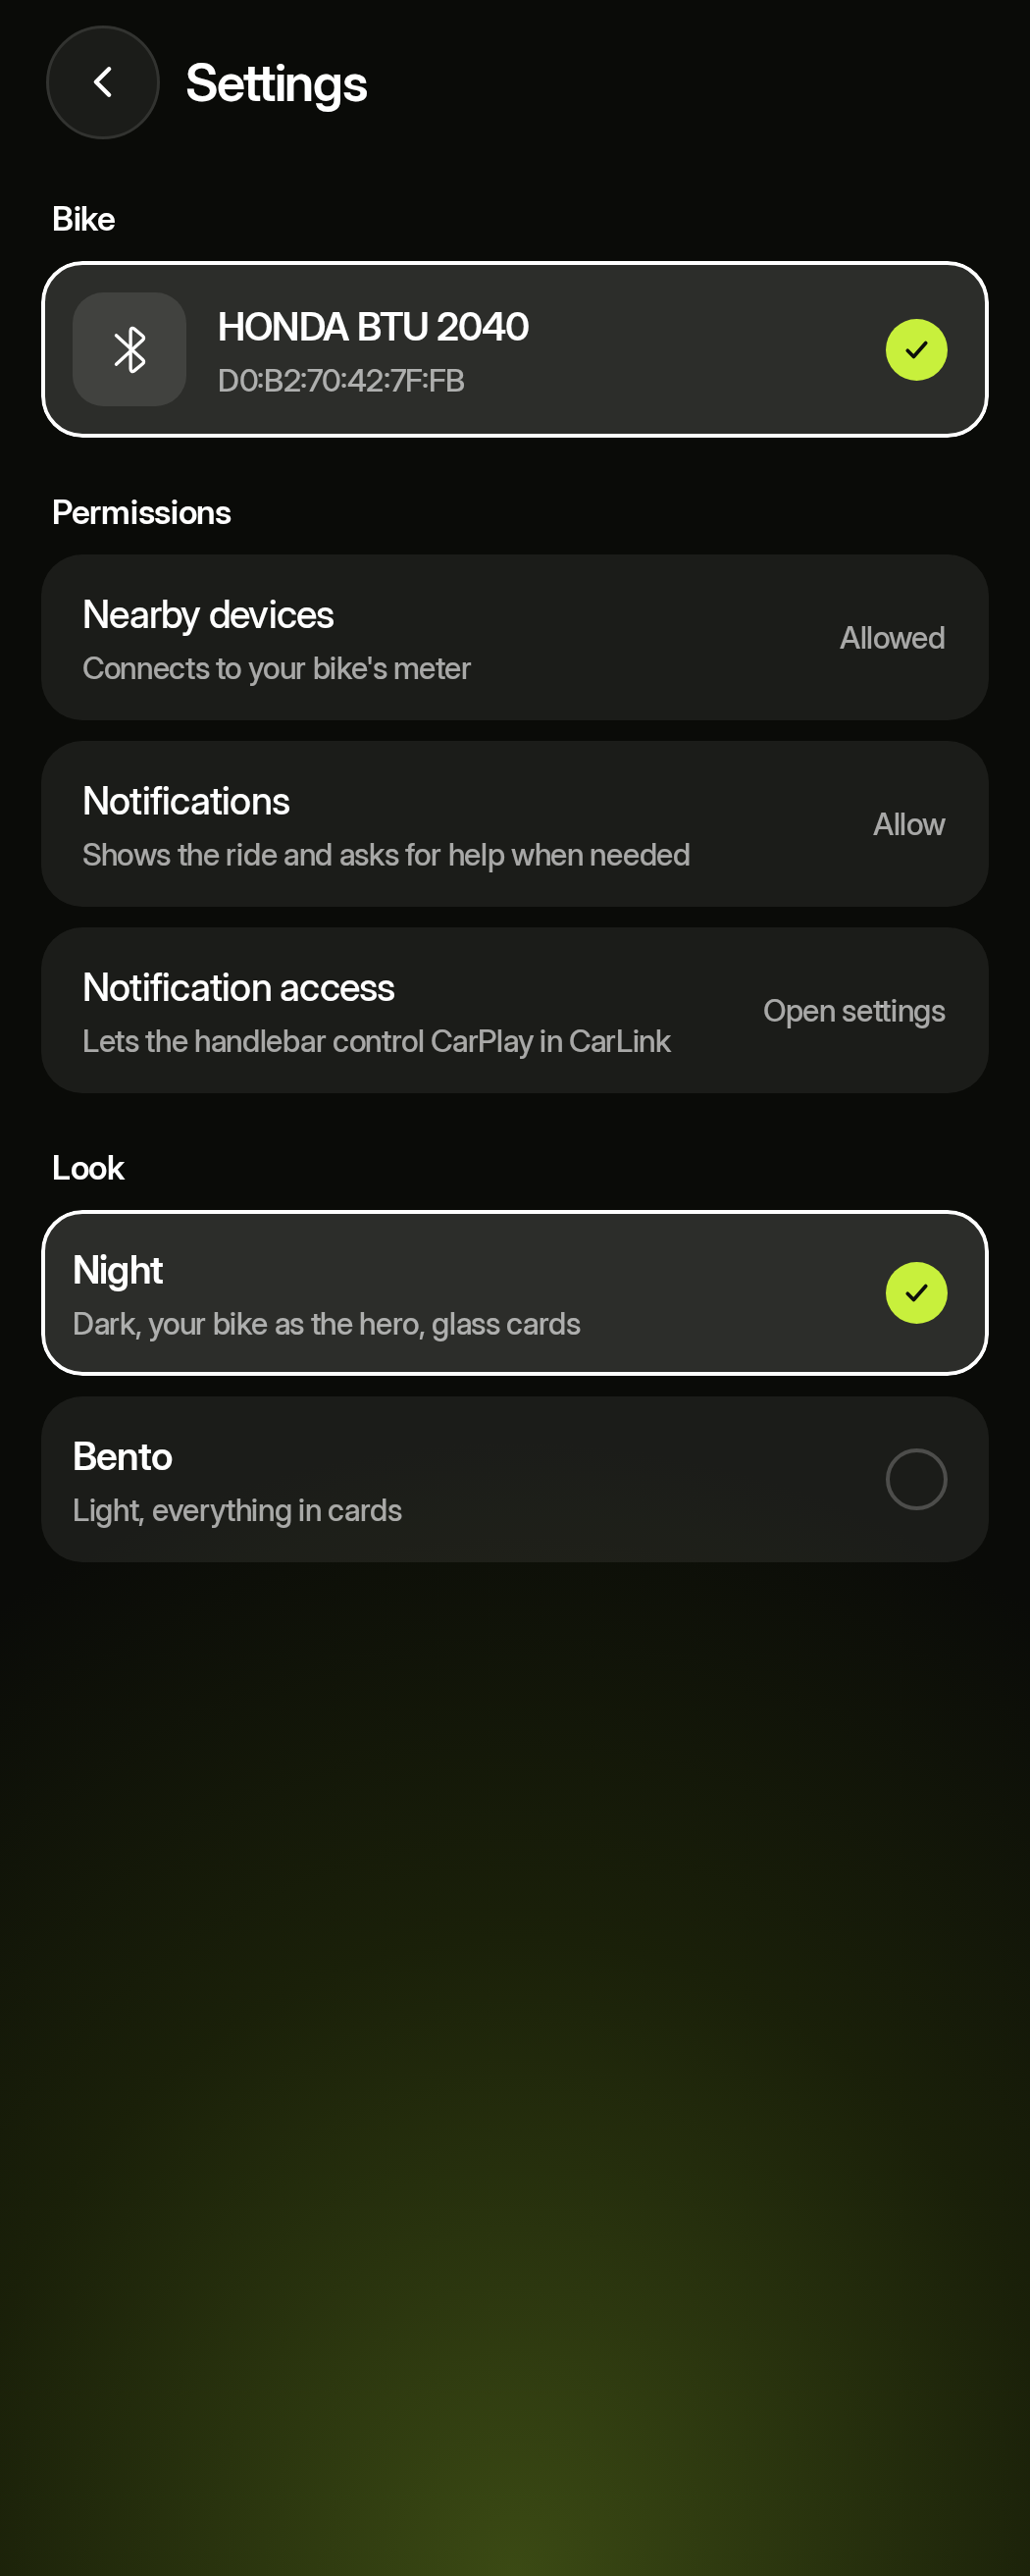 Settings
Bike
HONDA BTU 2040
D0:B2:70:42:7F:FB
Permissions
Nearby devices
Connects to your bike's meter
Allowed
Notifications
Shows the ride and asks for help when needed
Allow
Notification access
Lets the handlebar control CarPlay in CarLink
Open settings
Look
Night
Dark, your bike as the hero, glass cards
Bento
Light, everything in cards